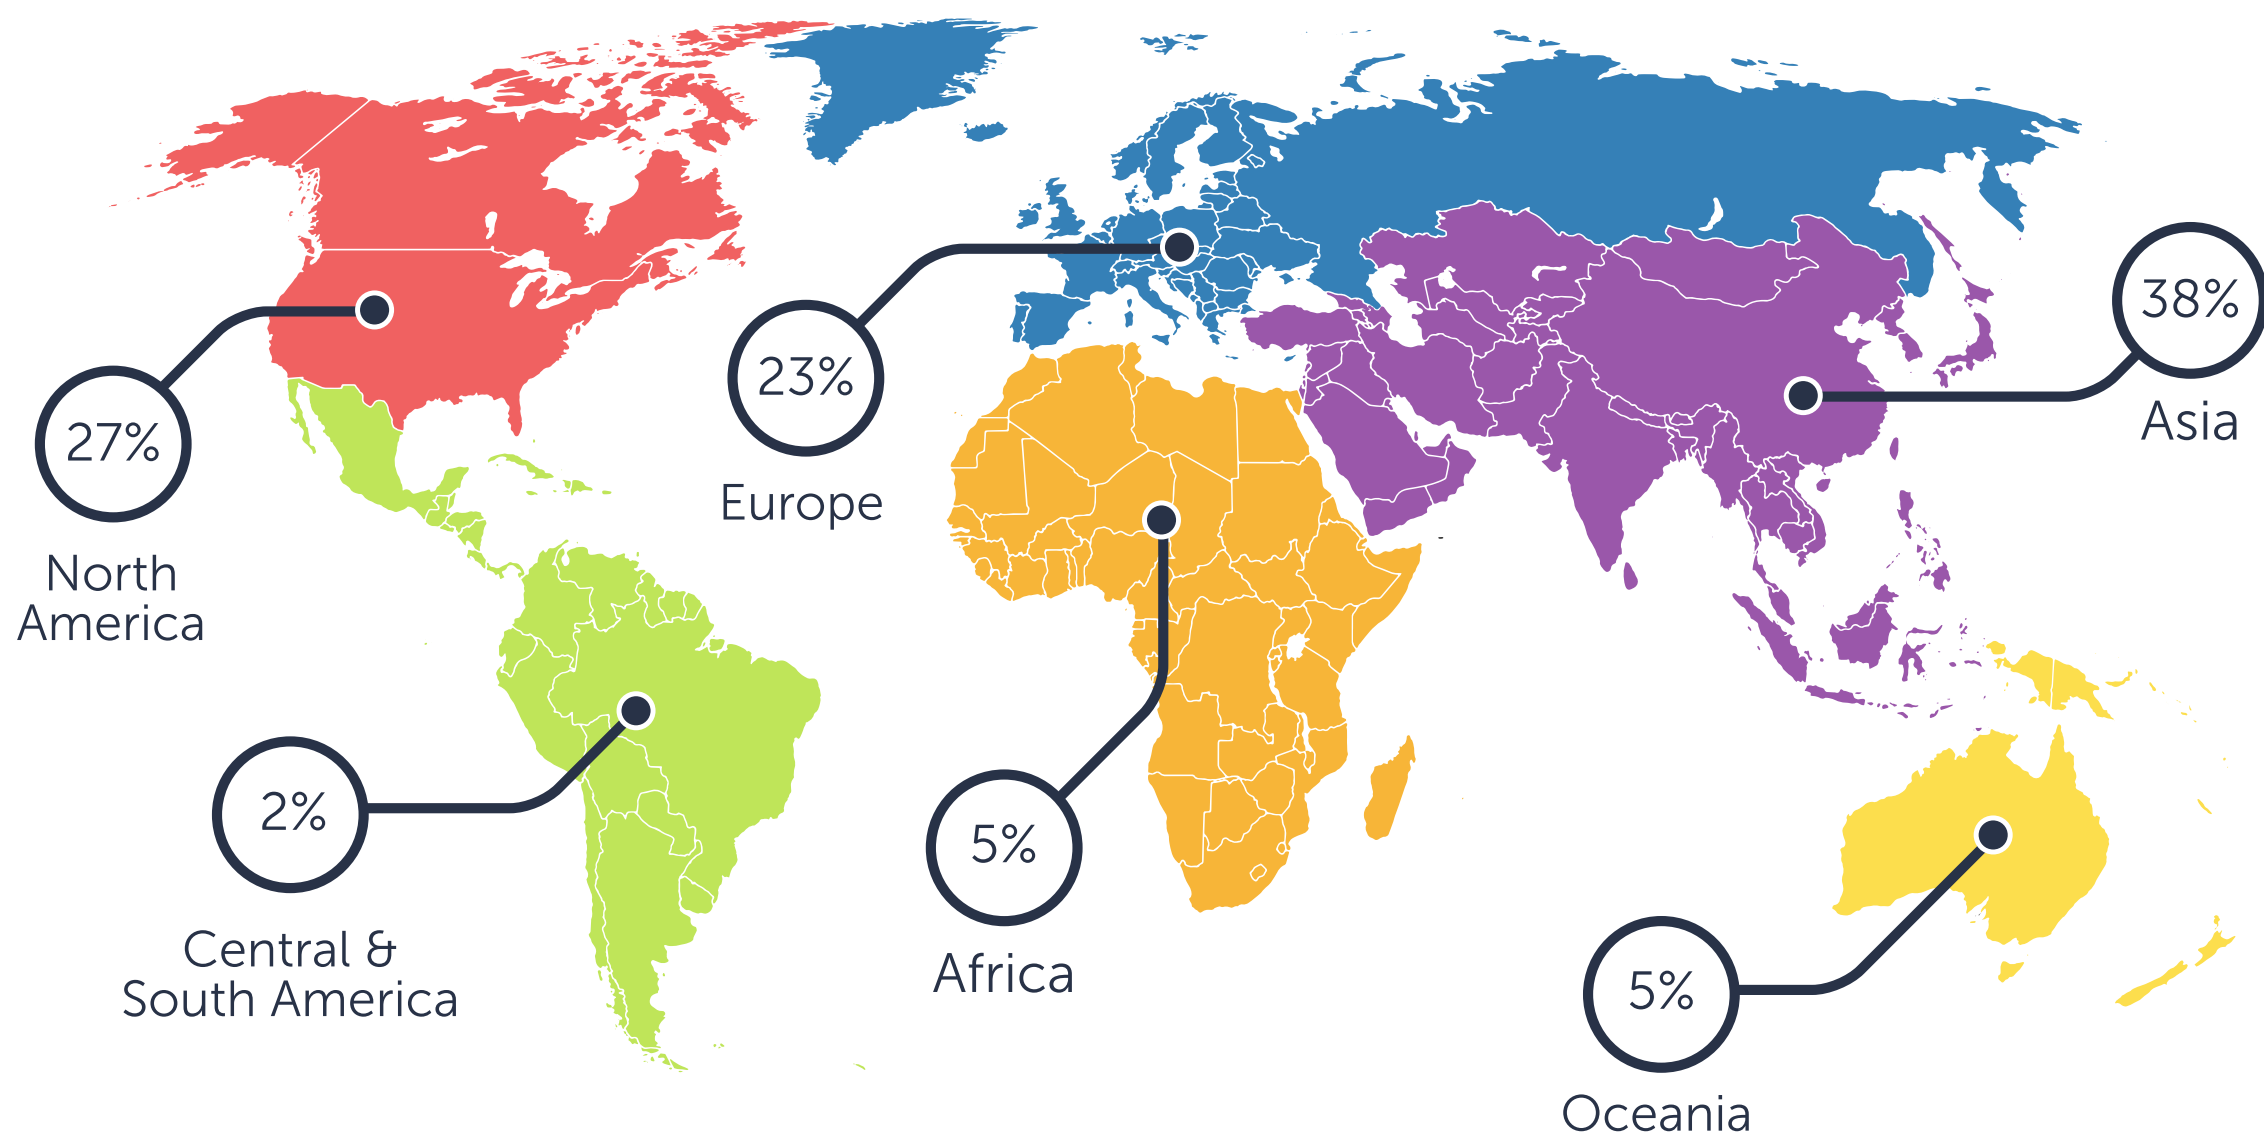 27%
North
America
23%
Europe
38%
Asia
2%
Central &
South America
5%
Africa
5%
Oceania